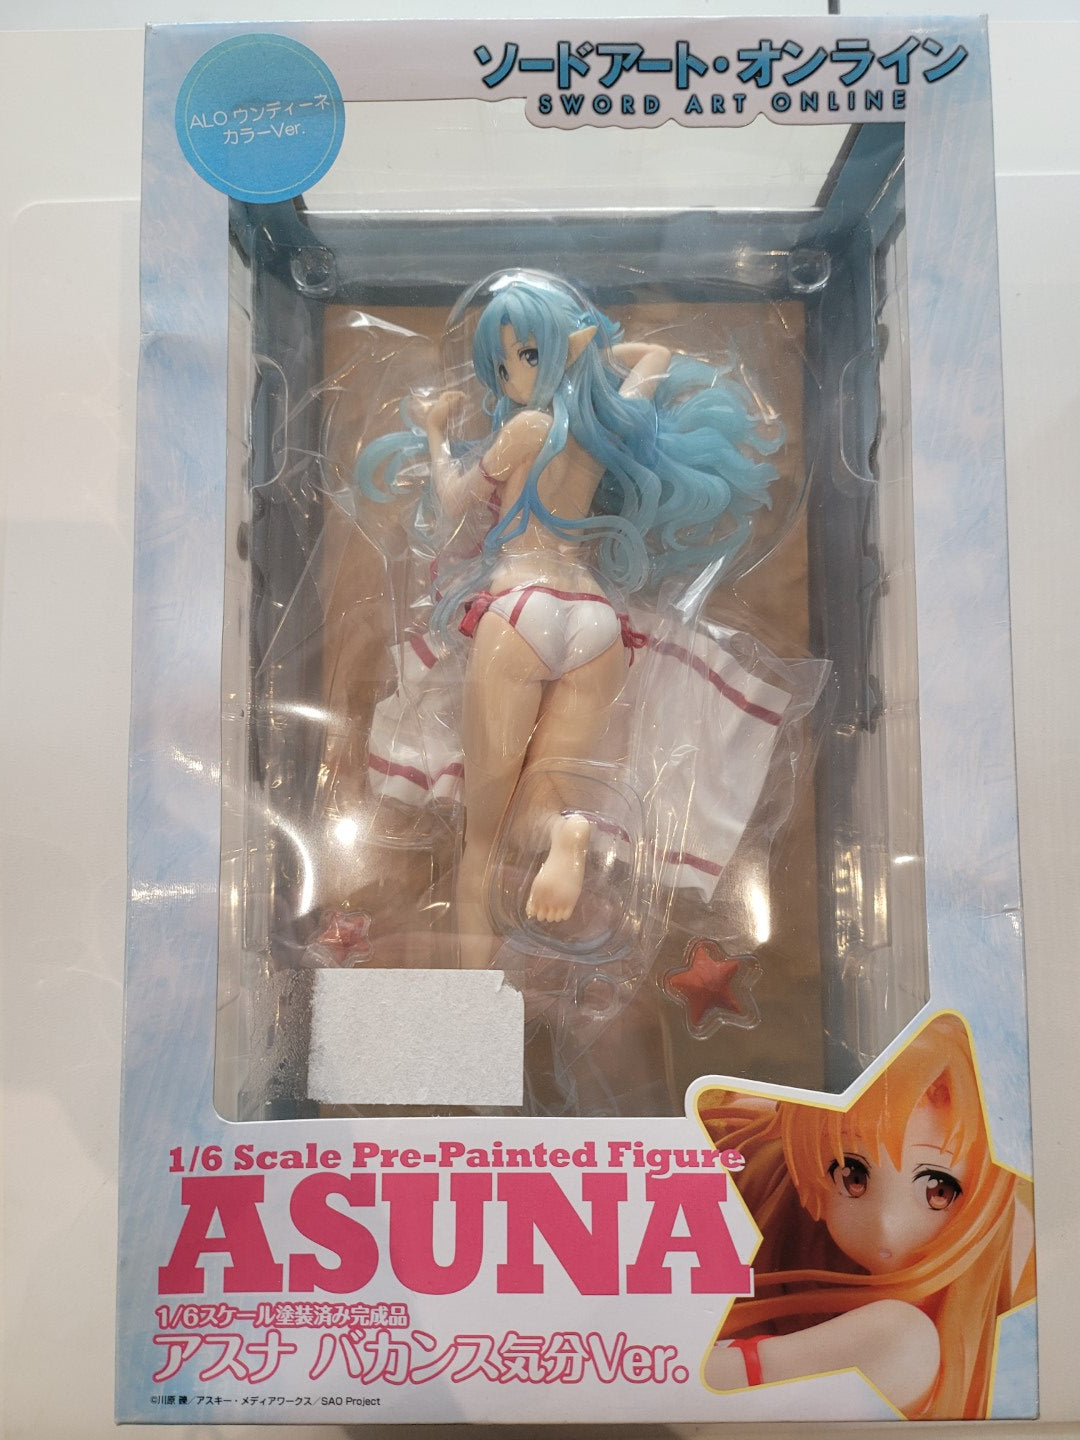 ソードアート・オンライン
SWORD ART ONLINE
ALO ウンディーネ
カラーVer.
1/6 Scale Pre-Painted Figure
ASUNA
1/6スケール塗装済み完成品
アスナ バカンス気分Ver.
©川原 礫／アスキー・メディアワークス／SAO Project